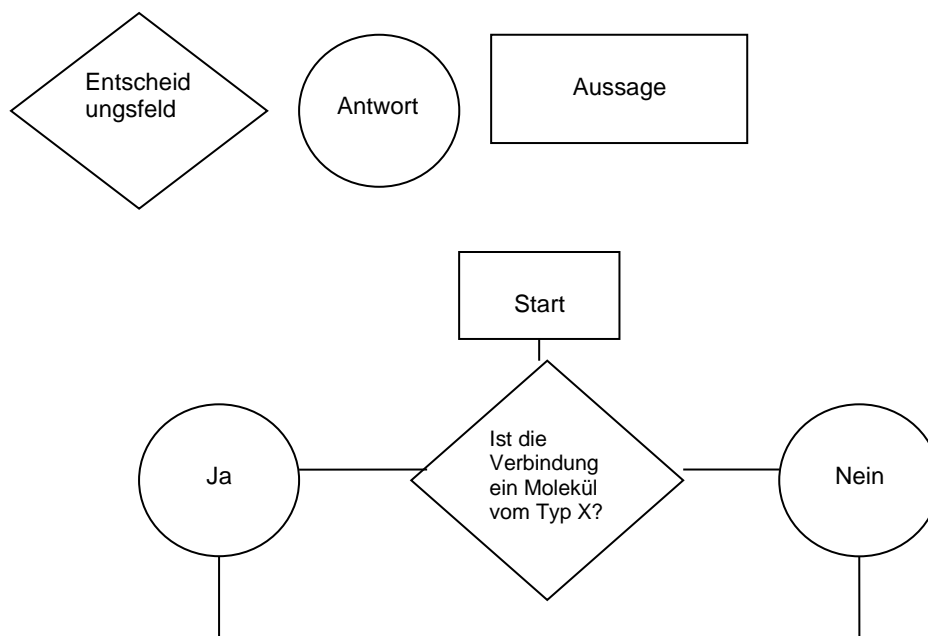 Entscheid
ungsfeld
Antwort
Aussage
Start
Ist die
Verbindung
ein Molekül
vom Typ X?
Ja
Nein